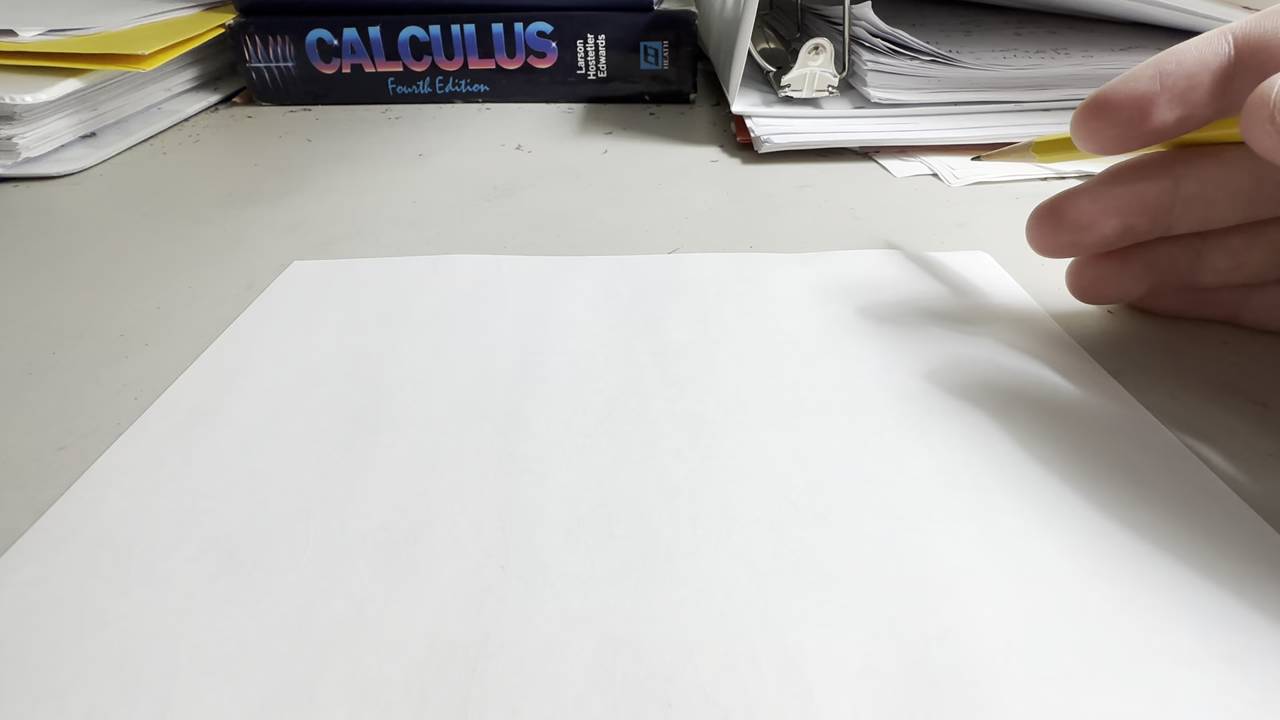 CALCULUS
Fourth Edition
Larson
Hostetler
Edwards
HEATH